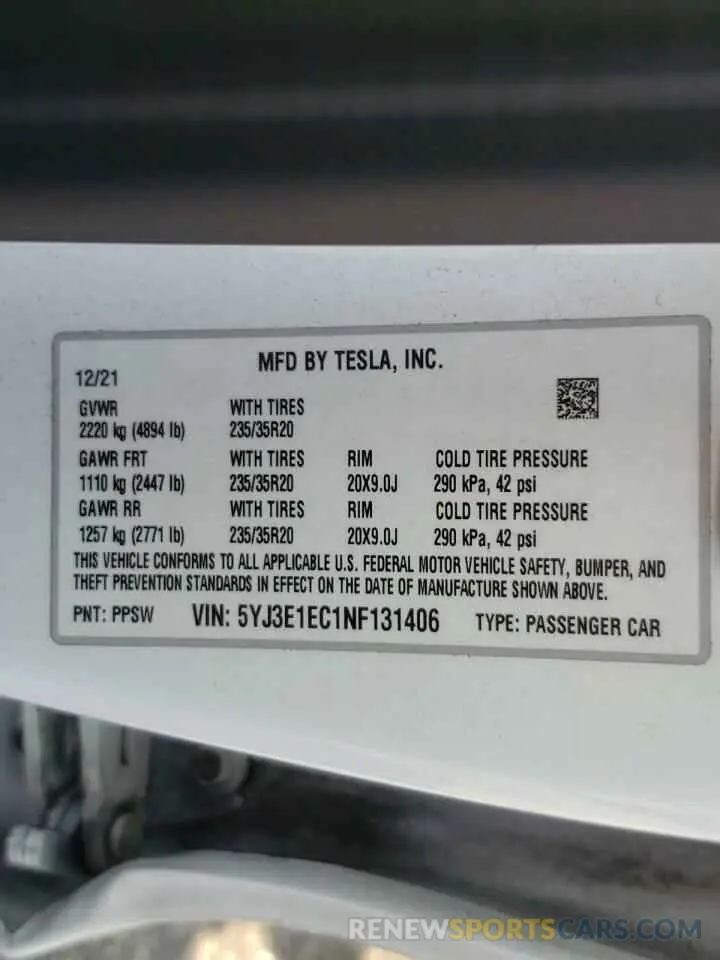 MFD BY TESLA, INC.
12/21
GVWR WITH TIRES
2220 kg (4894 lb) 235/35R20
GAWR FRT WITH TIRES RIM COLD TIRE PRESSURE
1110 kg (2447 lb) 235/35R20 20X9.0J 290 kPa, 42 psi
GAWR RR WITH TIRES RIM COLD TIRE PRESSURE
1257 kg (2771 lb) 235/35R20 20X9.0J 290 kPa, 42 psi
THIS VEHICLE CONFORMS TO ALL APPLICABLE U.S. FEDERAL MOTOR VEHICLE SAFETY, BUMPER, AND
THEFT PREVENTION STANDARDS IN EFFECT ON THE DATE OF MANUFACTURE SHOWN ABOVE.
PNT: PPSW VIN: 5YJ3E1EC1NF131406 TYPE: PASSENGER CAR
RENEWSPORTSCARS.COM